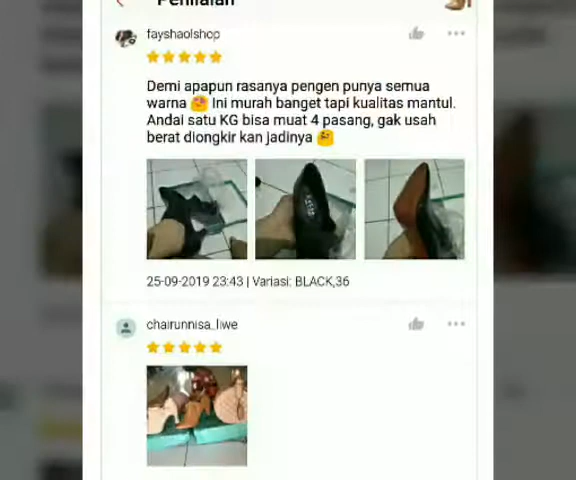 Penilaian
fayshaolshop
Demi apapun rasanya pengen punya semua
warna 😍 Ini murah banget tapi kualitas mantul.
Andai satu KG bisa muat 4 pasang, gak usah
berat diongkir kan jadinya 😋
25-09-2019 23:43 | Variasi: BLACK,36
chairunnisa_liwe